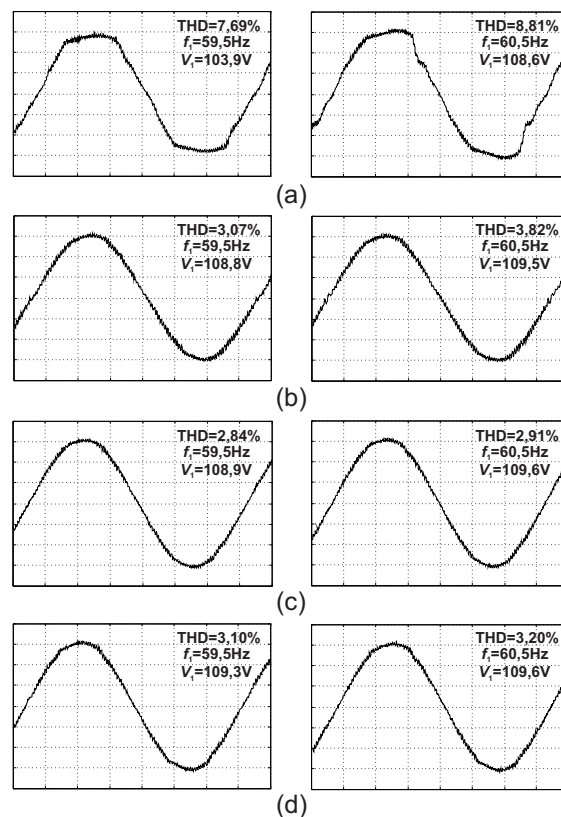 THD=7,69%
f1=59,5Hz
V1=103,9V
THD=8,81%
f1=60,5Hz
V1=108,6V
(a)
THD=3,07%
f1=59,5Hz
V1=108,8V
THD=3,82%
f1=60,5Hz
V1=109,5V
(b)
THD=2,84%
f1=59,5Hz
V1=108,9V
THD=2,91%
f1=60,5Hz
V1=109,6V
(c)
THD=3,10%
f1=59,5Hz
V1=109,3V
THD=3,20%
f1=60,5Hz
V1=109,6V
(d)